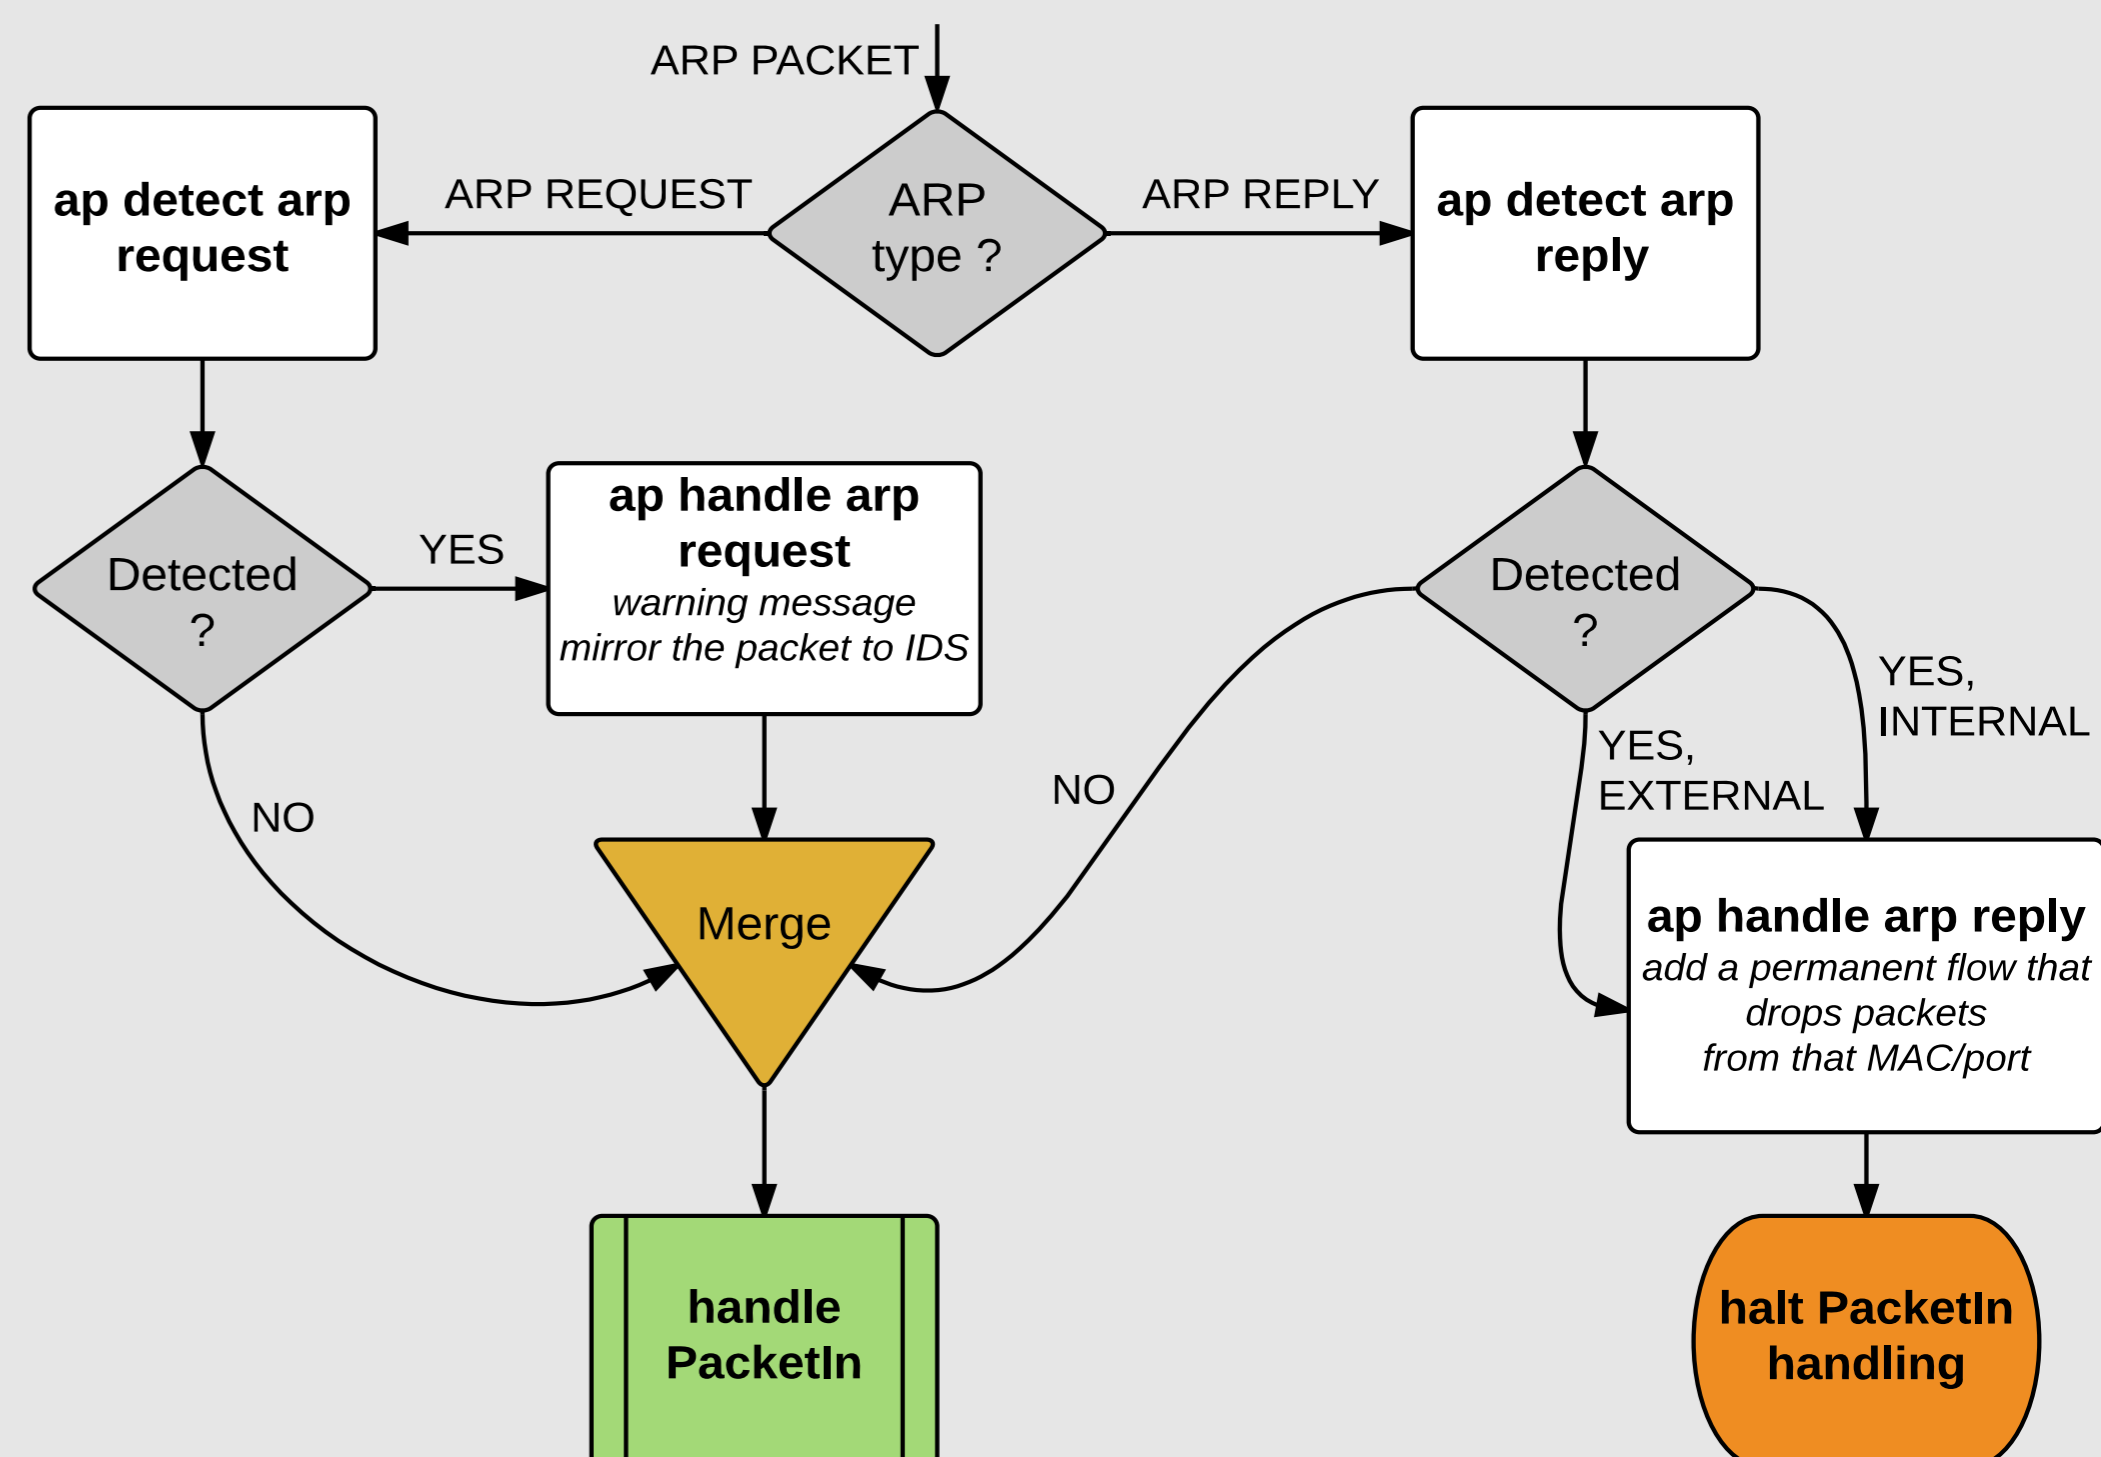 ARP PACKET
ap detect arp
request
ARP REQUEST
ARP
type ?
ARP REPLY
ap detect arp
reply
Detected
?
YES
ap handle arp
request
warning message
mirror the packet to IDS
Detected
?
YES,
INTERNAL
YES,
EXTERNAL
NO
NO
Merge
ap handle arp reply
add a permanent flow that
drops packets
from that MAC/port
handle
PacketIn
halt PacketIn
handling